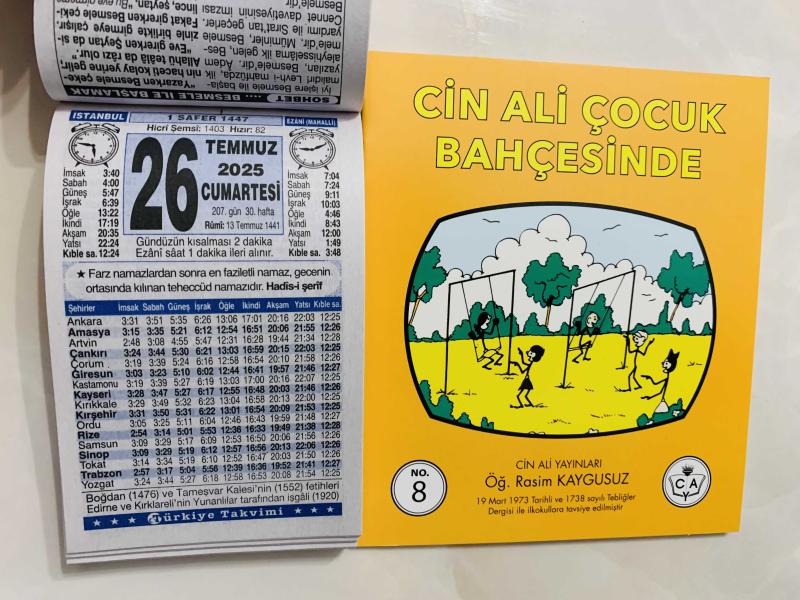 SOHBET .... BESMELE İLE BAŞLAMAK
İSTANBUL
1 SAFER 1447
EZÂNÎ (MAHALLÎ)
Hicrî Şemsî: 1403 Hızır: 82
26
TEMMUZ
2025
CUMARTESİ
207. gün 30. hafta
Rûmî: 13 Temmuz 1441
İmsak 3:40
Sabah 4:00
Güneş 5:47
İşrak 6:39
Öğle 13:22
İkindi 17:19
Akşam 20:35
Yatsı 22:24
Kıble sa. 12:24
İmsak 7:04
Sabah 7:24
Güneş 9:11
İşrak 10:03
Öğle 4:46
İkindi 8:43
Akşam 12:00
Yatsı 1:49
Kıble sa. 3:48
Gündüzün kısalması 2 dakika
Ezânî sâat 1 dakika ileri alınır.
★ Farz namazlardan sonra en faziletli namaz, gecenin
ortasında kılınan teheccüd namazıdır. Hadis-i şerîf
Şehirler İmsak Sabah Güneş İşrak Öğle İkindi Akşam Yatsı Kıble sa.
Ankara 3:31 3:51 5:35 6:26 13:06 17:01 20:16 22:03 12:25
Amasya 3:15 3:35 5:21 6:12 12:54 16:51 20:06 21:55 12:26
Artvin 2:48 3:08 4:55 5:47 12:31 16:28 19:44 21:34 12:28
Çankırı 3:24 3:44 5:30 6:21 13:03 16:59 20:15 22:03 12:25
Çorum 3:19 3:39 5:24 6:16 12:58 16:54 20:10 21:58 12:26
Giresun 3:03 3:23 5:10 6:02 12:44 16:41 19:57 21:46 12:27
Kastamonu 3:19 3:39 5:27 6:19 13:03 17:00 20:16 22:07 12:25
Kayseri 3:28 3:47 5:27 6:17 12:55 16:48 20:03 21:46 12:26
Kırıkkale 3:29 3:49 5:32 6:23 13:04 16:58 20:13 22:00 12:25
Kırşehir 3:31 3:50 5:31 6:22 13:01 16:54 20:09 21:53 12:25
Ordu 3:05 3:25 5:11 6:04 12:46 16:43 19:59 21:48 12:27
Rize 2:54 3:14 5:01 5:53 12:36 16:33 19:49 21:38 12:28
Samsun 3:09 3:29 5:17 6:09 12:53 16:50 20:06 21:56 12:26
Sinop 3:09 3:29 5:19 6:12 12:57 16:56 20:13 22:06 12:26
Tokat 3:14 3:34 5:19 6:10 12:52 16:47 20:03 21:50 12:26
Trabzon 2:57 3:17 5:04 5:56 12:39 16:36 19:52 21:41 12:27
Yozgat 3:24 3:44 5:27 6:18 12:58 16:53 20:08 21:54 12:25
Boğdan (1476) ve Tameşvar Kalesi'nin (1552) fetihleri
Edirne ve Kırklareli'nin Yunanlılar tarafından işgâli (1920)
Türkiye Takvimi
CİN ALİ ÇOCUK
BAHÇESİNDE
CİN ALİ YAYINLARI
Öğ. Rasim KAYGUSUZ
19 Mart 1973 Tarihli ve 1738 sayılı Tebliğler
Dergisi ile ilkokullara tavsiye edilmiştir
NO.
8
C A